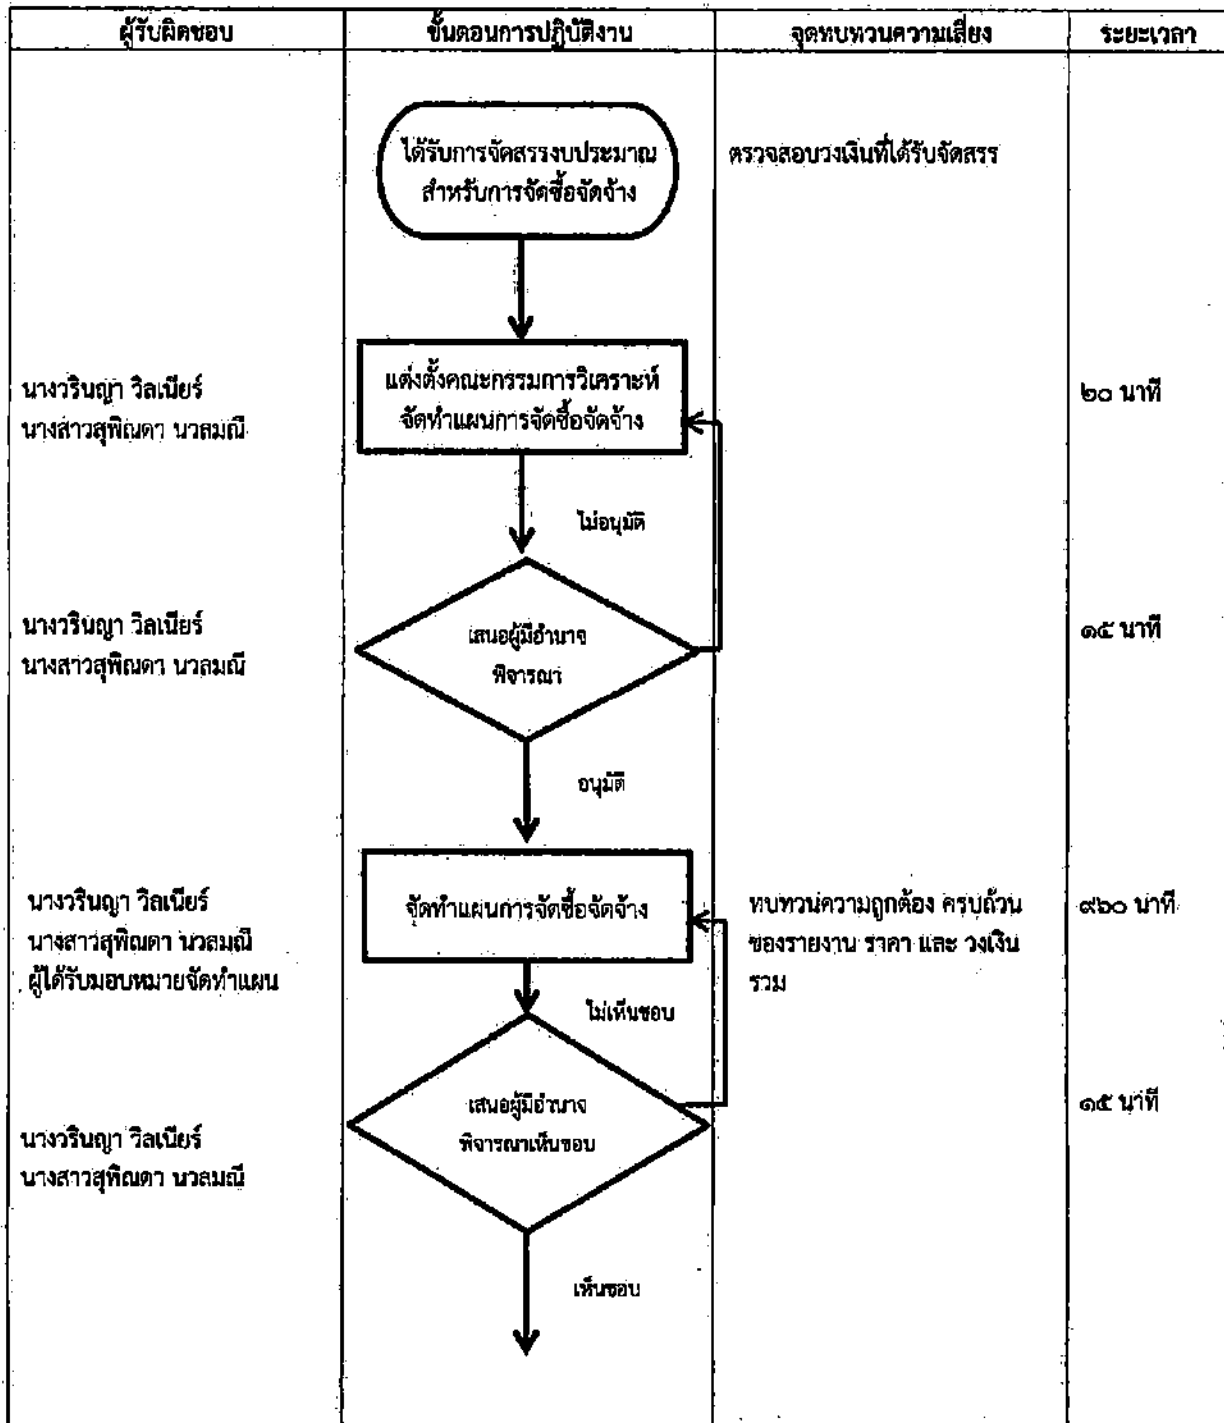 ผู้รับผิดชอบ ขั้นตอนการปฏิบัติงาน จุดทบทวนความเสี่ยง ระยะเวลา
ได้รับการจัดสรรงบประมาณ
สำหรับการจัดซื้อจัดจ้าง
ตรวจสอบวงเงินที่ได้รับจัดสรร
นางวรินญา วิลเนียร์
นางสาวสุพิณดา นวลมณี
แต่งตั้งคณะกรรมการวิเคราะห์
จัดทำแผนการจัดซื้อจัดจ้าง
๒๐ นาที
ไม่อนุมัติ
นางวรินญา วิลเนียร์
นางสาวสุพิณดา นวลมณี
เสนอผู้มีอำนาจ
พิจารณา
๑๕ นาที
อนุมัติ
นางวรินญา วิลเนียร์
นางสาวสุพิณดา นวลมณี
ผู้ได้รับมอบหมายจัดทำแผน
จัดทำแผนการจัดซื้อจัดจ้าง
ทบทวนความถูกต้อง ครบถ้วน
ของรายงาน ราคา และ วงเงิน
รวม
๙๖๐ นาที
ไม่เห็นชอบ
นางวรินญา วิลเนียร์
นางสาวสุพิณดา นวลมณี
เสนอผู้มีอำนาจ
พิจารณาเห็นชอบ
๑๕ นาที
เห็นชอบ